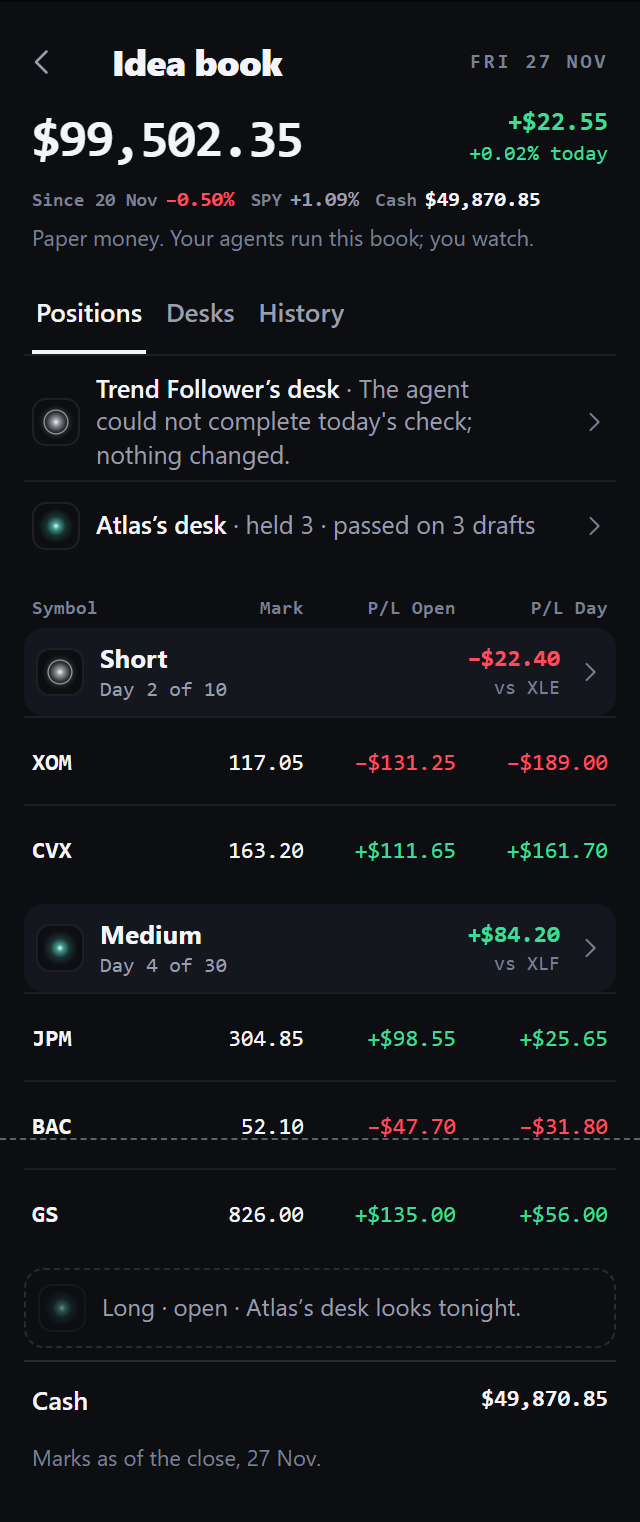 Idea book
FRI 27 NOV
$99,502.35
+$22.55
+0.02% today
Since 20 Nov −0.50% SPY +1.09% Cash $49,870.85
Paper money. Your agents run this book; you watch.
Positions Desks History
Trend Follower’s desk · The agent
could not complete today's check;
nothing changed.
Atlas’s desk · held 3 · passed on 3 drafts
Symbol Mark P/L Open P/L Day
Short −$22.40
Day 2 of 10 vs XLE
XOM 117.05 −$131.25 −$189.00
CVX 163.20 +$111.65 +$161.70
Medium +$84.20
Day 4 of 30 vs XLF
JPM 304.85 +$98.55 +$25.65
BAC 52.10 −$47.70 −$31.80
GS 826.00 +$135.00 +$56.00
Long · open · Atlas’s desk looks tonight.
Cash $49,870.85
Marks as of the close, 27 Nov.